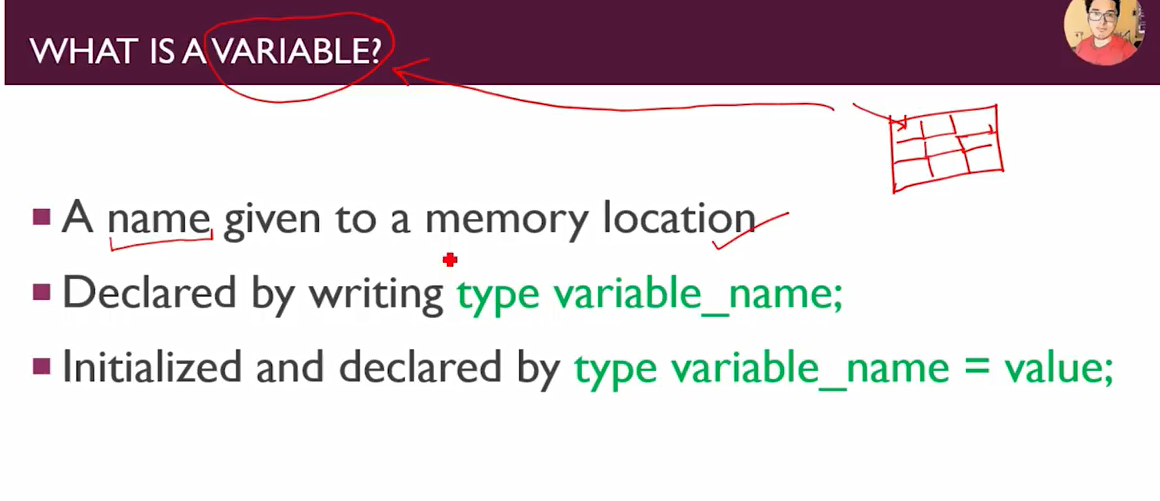 WHAT IS A VARIABLE?
A name given to a memory location
Declared by writing type variable_name;
Initialized and declared by type variable_name = value;